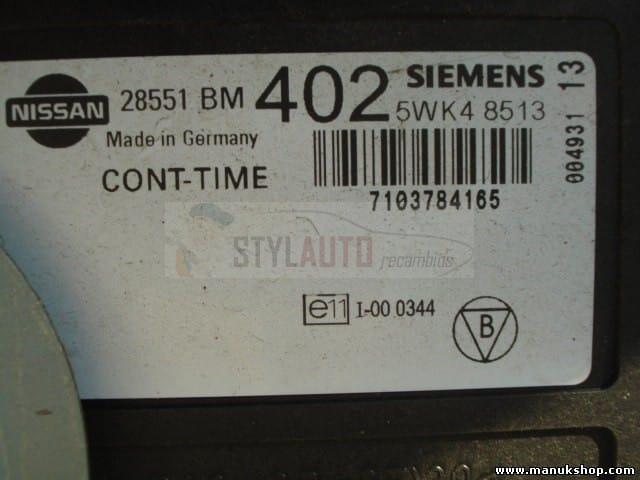 NISSAN
28551 BM 402
SIEMENS
5WK4 8513
Made in Germany
CONT-TIME
7103784165
004931 13
STYLAUTO
recambios
e11 I-00 0344
B
www.manukshop.com